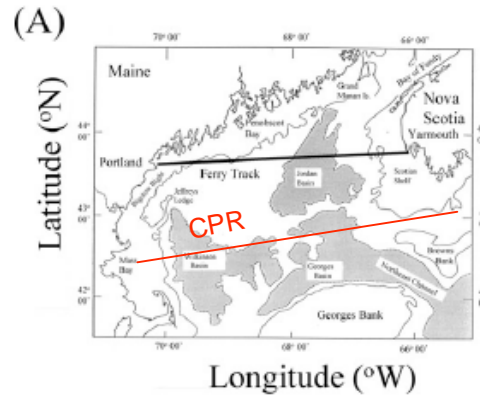 (A)
70° 00'
68° 00'
66° 00'
Maine
Grand
Manan Is.
Bay of Fundy
Nova
Scotia
Yarmouth
Penobscot
Bay
44°
00'
Portland
Ferry Track
Jordan
Basin
Scotian
Shelf
Jeffreys
Ledge
43°
00'
CPR
Mass
Bay
Wilkinson
Basin
Georges
Basin
Browns
Bank
Northeast Channel
42°
00'
Georges Bank
70° 00'
68° 00'
66° 00'
Latitude (°N)
Longitude (°W)